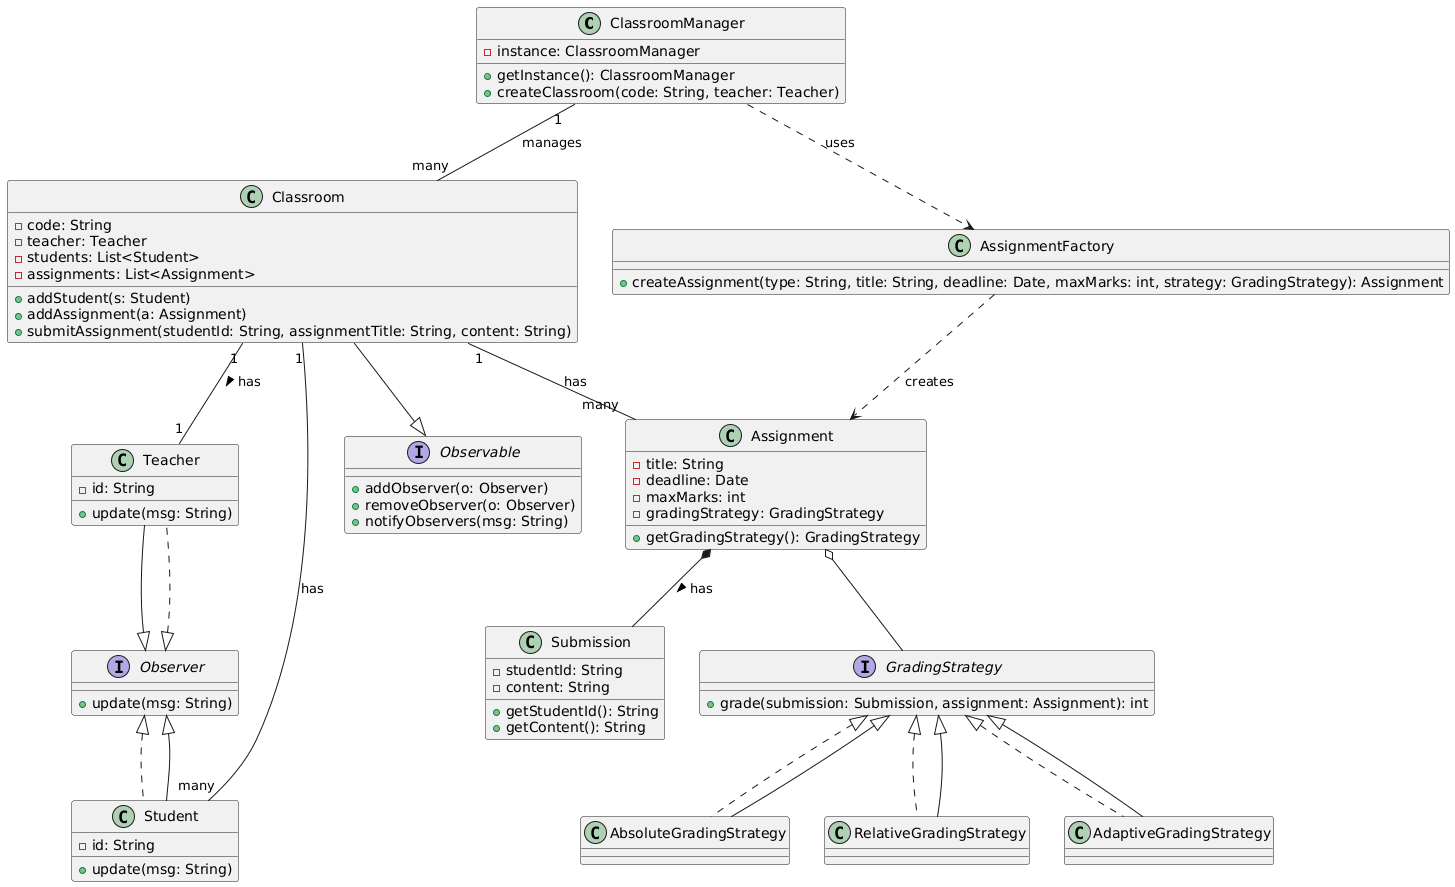 C ClassroomManager
instance: ClassroomManager
getInstance(): ClassroomManager
createClassroom(code: String, teacher: Teacher)
1
manages
many
uses
C Classroom
code: String
teacher: Teacher
students: List<Student>
assignments: List<Assignment>
addStudent(s: Student)
addAssignment(a: Assignment)
submitAssignment(studentId: String, assignmentTitle: String, content: String)
C AssignmentFactory
createAssignment(type: String, title: String, deadline: Date, maxMarks: int, strategy: GradingStrategy): Assignment
1
has
1
1
has
many
1
has
many
creates
C Teacher
id: String
update(msg: String)
I Observable
addObserver(o: Observer)
removeObserver(o: Observer)
notifyObservers(msg: String)
C Assignment
title: String
deadline: Date
maxMarks: int
gradingStrategy: GradingStrategy
getGradingStrategy(): GradingStrategy
has
I Observer
update(msg: String)
C Submission
studentId: String
content: String
getStudentId(): String
getContent(): String
I GradingStrategy
grade(submission: Submission, assignment: Assignment): int
C Student
id: String
update(msg: String)
C AbsoluteGradingStrategy
C RelativeGradingStrategy
C AdaptiveGradingStrategy